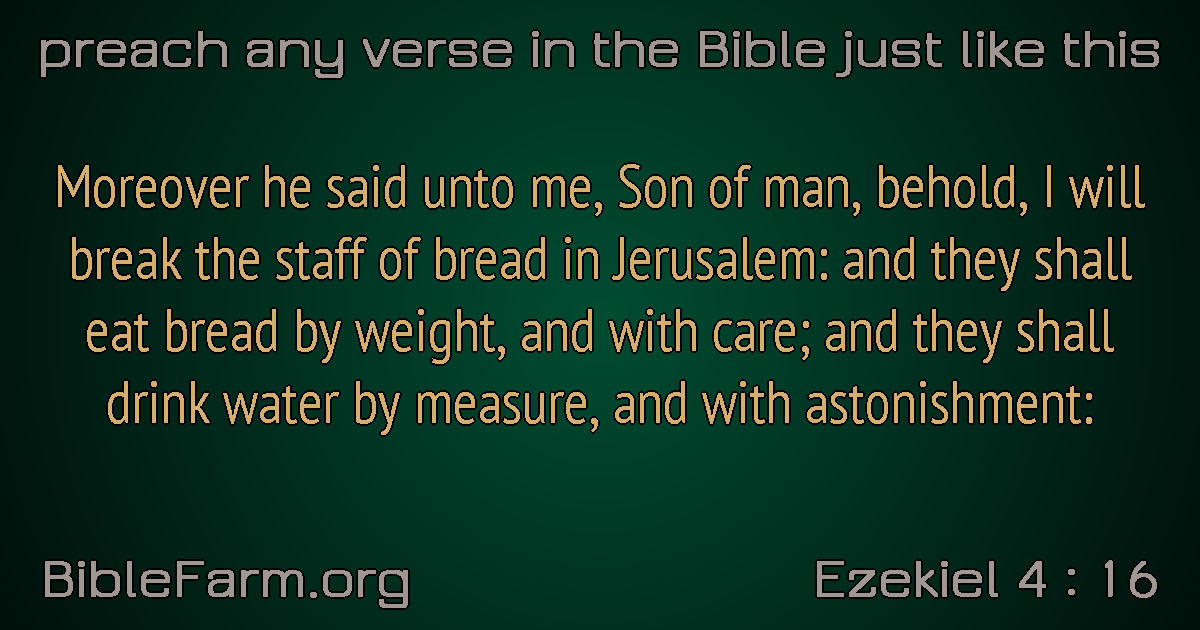 preach any verse in the Bible just like this
Moreover he said unto me, Son of man, behold, I will
break the staff of bread in Jerusalem: and they shall
eat bread by weight, and with care; and they shall
drink water by measure, and with astonishment:
BibleFarm.org
Ezekiel 4 : 16